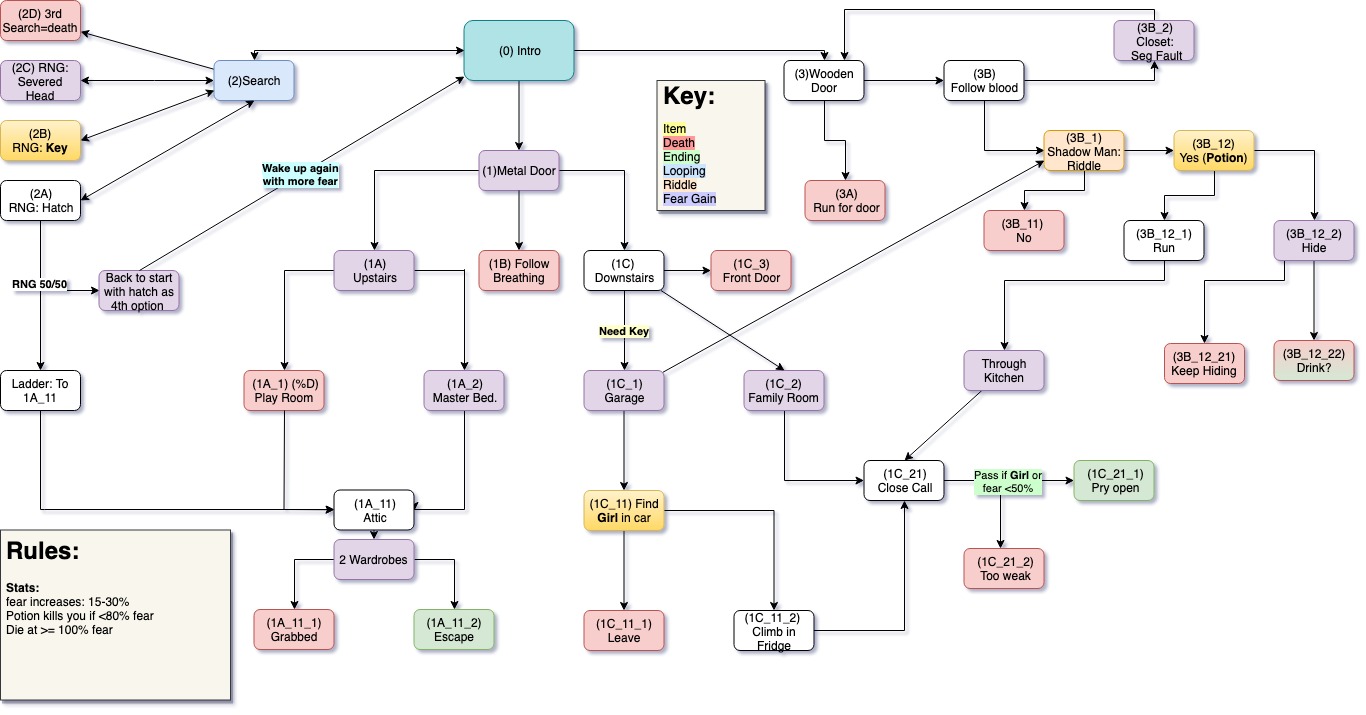 (2D) 3rd
Search=death
(2C) RNG:
Severed
Head
(2B)
RNG: Key
(2A)
RNG: Hatch
(2)Search
(0) Intro
Wake up again
with more fear
RNG 50/50
Back to start
with hatch as
4th option
Ladder: To
1A_11
(1)Metal Door
(1A)
Upstairs
(1B) Follow
Breathing
(1C)
Downstairs
(1C_3)
Front Door
Need Key
(1A_1) (%D)
Play Room
(1A_2)
Master Bed.
(1C_1)
Garage
(1C_2)
Family Room
(1A_11)
Attic
2 Wardrobes
(1A_11_1)
Grabbed
(1A_11_2)
Escape
(1C_11) Find
Girl in car
(1C_11_1)
Leave
(1C_11_2)
Climb in
Fridge
Key:
Item
Death
Ending
Looping
Riddle
Fear Gain
(3)Wooden
Door
(3A)
Run for door
(3B)
Follow blood
(3B_2)
Closet:
Seg Fault
(3B_1)
Shadow Man:
Riddle
(3B_11)
No
(3B_12)
Yes (Potion)
(3B_12_1)
Run
(3B_12_2)
Hide
(3B_12_21)
Keep Hiding
(3B_12_22)
Drink?
Through
Kitchen
(1C_21)
Close Call
Pass if Girl or
fear <50%
(1C_21_1)
Pry open
(1C_21_2)
Too weak
Rules:
Stats:
fear increases: 15-30%
Potion kills you if <80% fear
Die at >= 100% fear